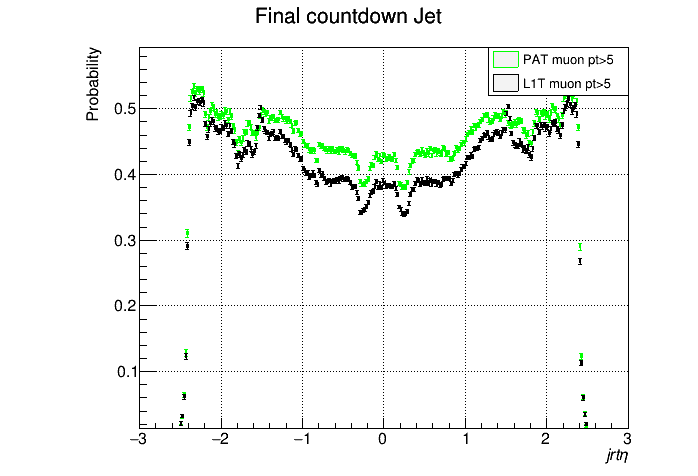 Final countdown Jet
Probability
PAT muon pt>5
L1T muon pt>5
0.5
0.4
0.3
0.2
0.1
−3 −2 −1 0 1 2 3
jrtη